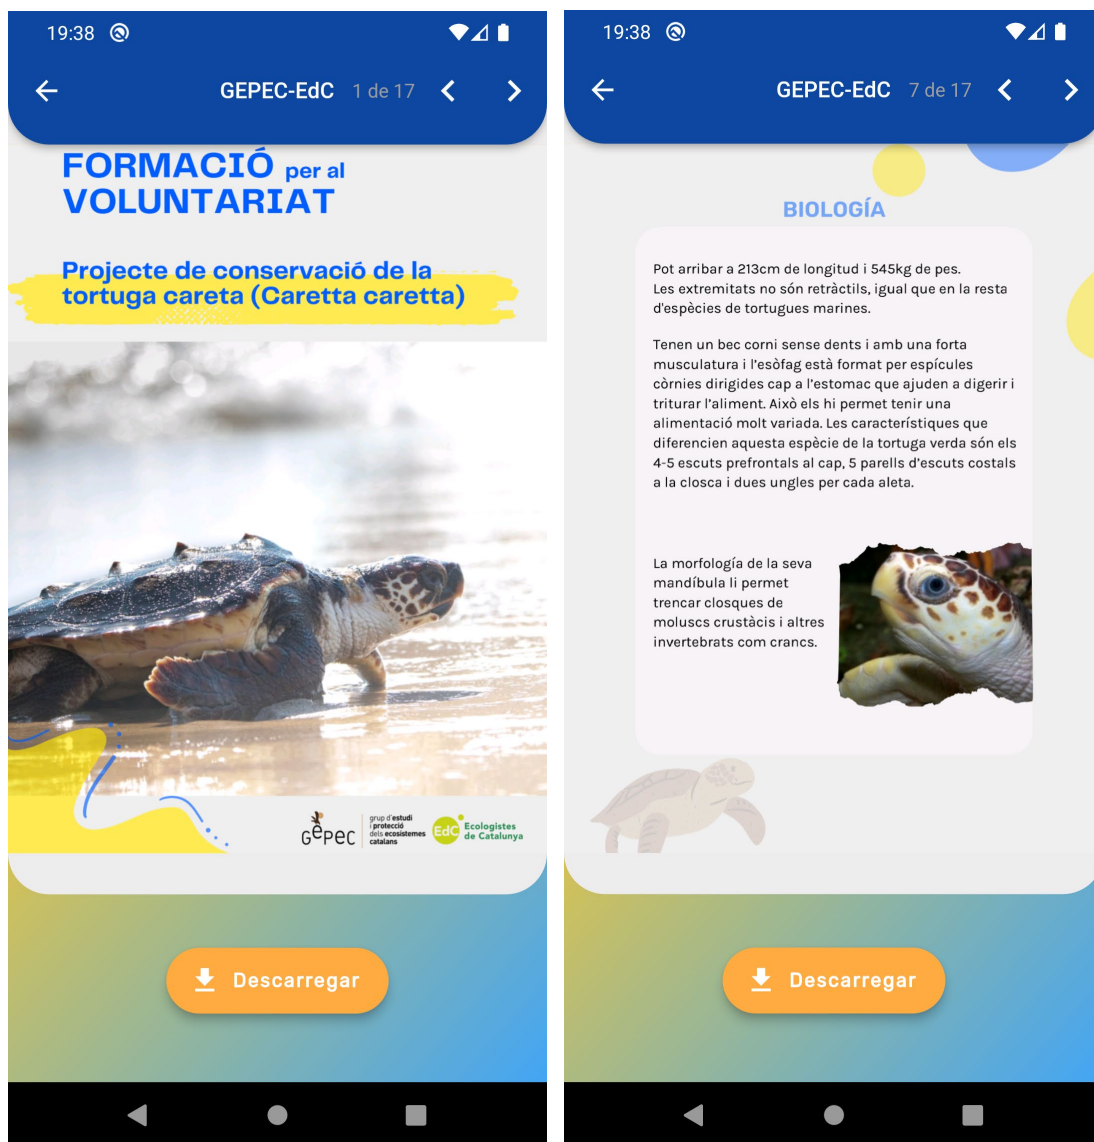 19:38
GEPEC-EdC 1 de 17
FORMACIÓ per al
VOLUNTARIAT
Projecte de conservació de la
tortuga careta (Caretta caretta)
GEPEC
grup d'estudi
i protecció
dels ecosistemes
catalans
EdC
Ecologistes
de Catalunya
Descarregar
19:38
GEPEC-EdC 7 de 17
BIOLOGÍA
Pot arribar a 213cm de longitud i 545kg de pes.
Les extremitats no són retràctils, igual que en la resta
d'espècies de tortugues marines.
Tenen un bec corni sense dents i amb una forta
musculatura i l'esòfag està format per espícules
còrnies dirigides cap a l'estomac que ajuden a digerir i
triturar l'aliment. Això els hi permet tenir una
alimentació molt variada. Les característiques que
diferencien aquesta espècie de la tortuga verda són els
4-5 escuts prefrontals al cap, 5 parells d'escuts costals
a la closca i dues ungles per cada aleta.
La morfología de la seva
mandíbula li permet
trencar closques de
moluscs crustàcis i altres
invertebrats com crancs.
Descarregar